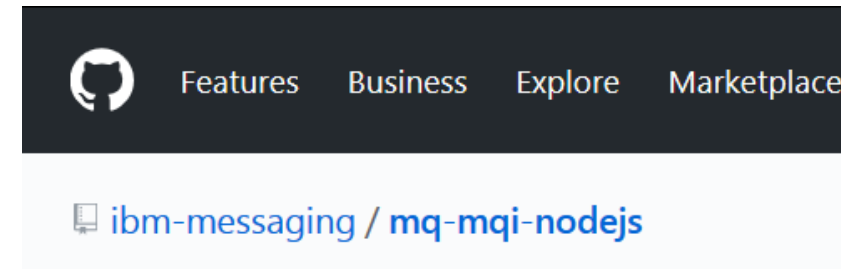 Features Business Explore Marketplace
ibm-messaging / mq-mqi-nodejs